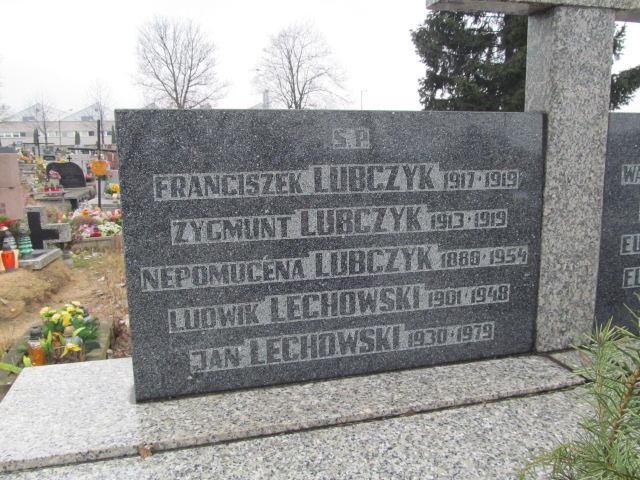 Ś P.
FRANCISZEK LUBCZYK 1917 · 1919
ZYGMUNT LUBCZYK 1913 · 1919
NEPOMUCENA LUBCZYK 1880 · 1954
LUDWIK LECHOWSKI 1901 · 1948
JAN LECHOWSKI 1930 · 1979